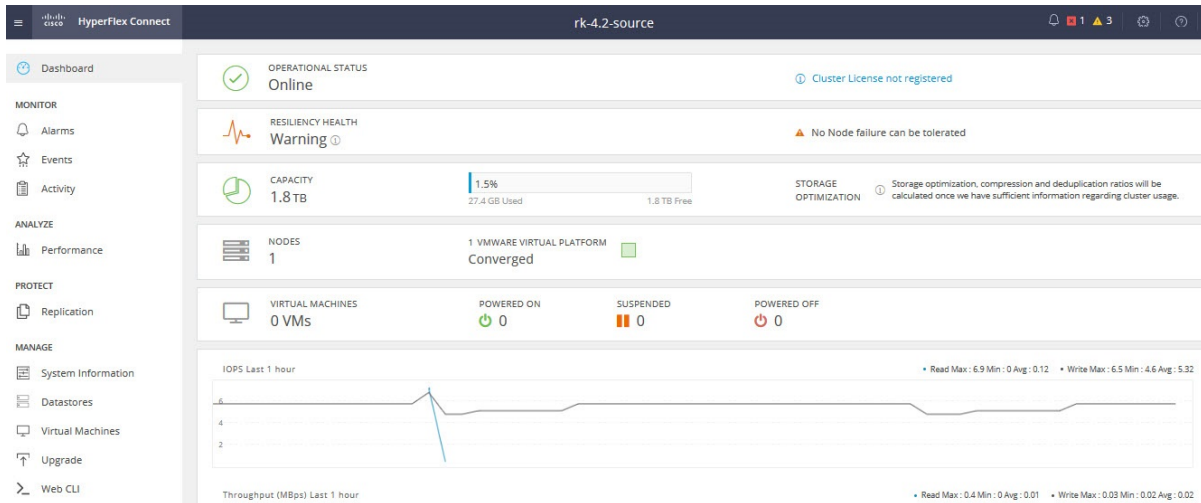 cisco HyperFlex Connect
rk-4.2-source
1 3
Dashboard
MONITOR
Alarms
Events
Activity
ANALYZE
Performance
PROTECT
Replication
MANAGE
System Information
Datastores
Virtual Machines
Upgrade
Web CLI
OPERATIONAL STATUS
Online
Cluster License not registered
RESILIENCY HEALTH
Warning
No Node failure can be tolerated
CAPACITY
1.8 TB
1.5%
27.4 GB Used
1.8 TB Free
STORAGE
OPTIMIZATION
Storage optimization, compression and deduplication ratios will be
calculated once we have sufficient information regarding cluster usage.
NODES
1
1 VMWARE VIRTUAL PLATFORM
Converged
VIRTUAL MACHINES
0 VMs
POWERED ON
0
SUSPENDED
0
POWERED OFF
0
IOPS Last 1 hour
Read Max : 6.9 Min : 0 Avg : 0.12 Write Max : 6.5 Min : 4.6 Avg : 5.32
6
4
2
Throughput (MBps) Last 1 hour
Read Max : 0.4 Min : 0 Avg : 0.01 Write Max : 0.03 Min : 0.02 Avg : 0.02